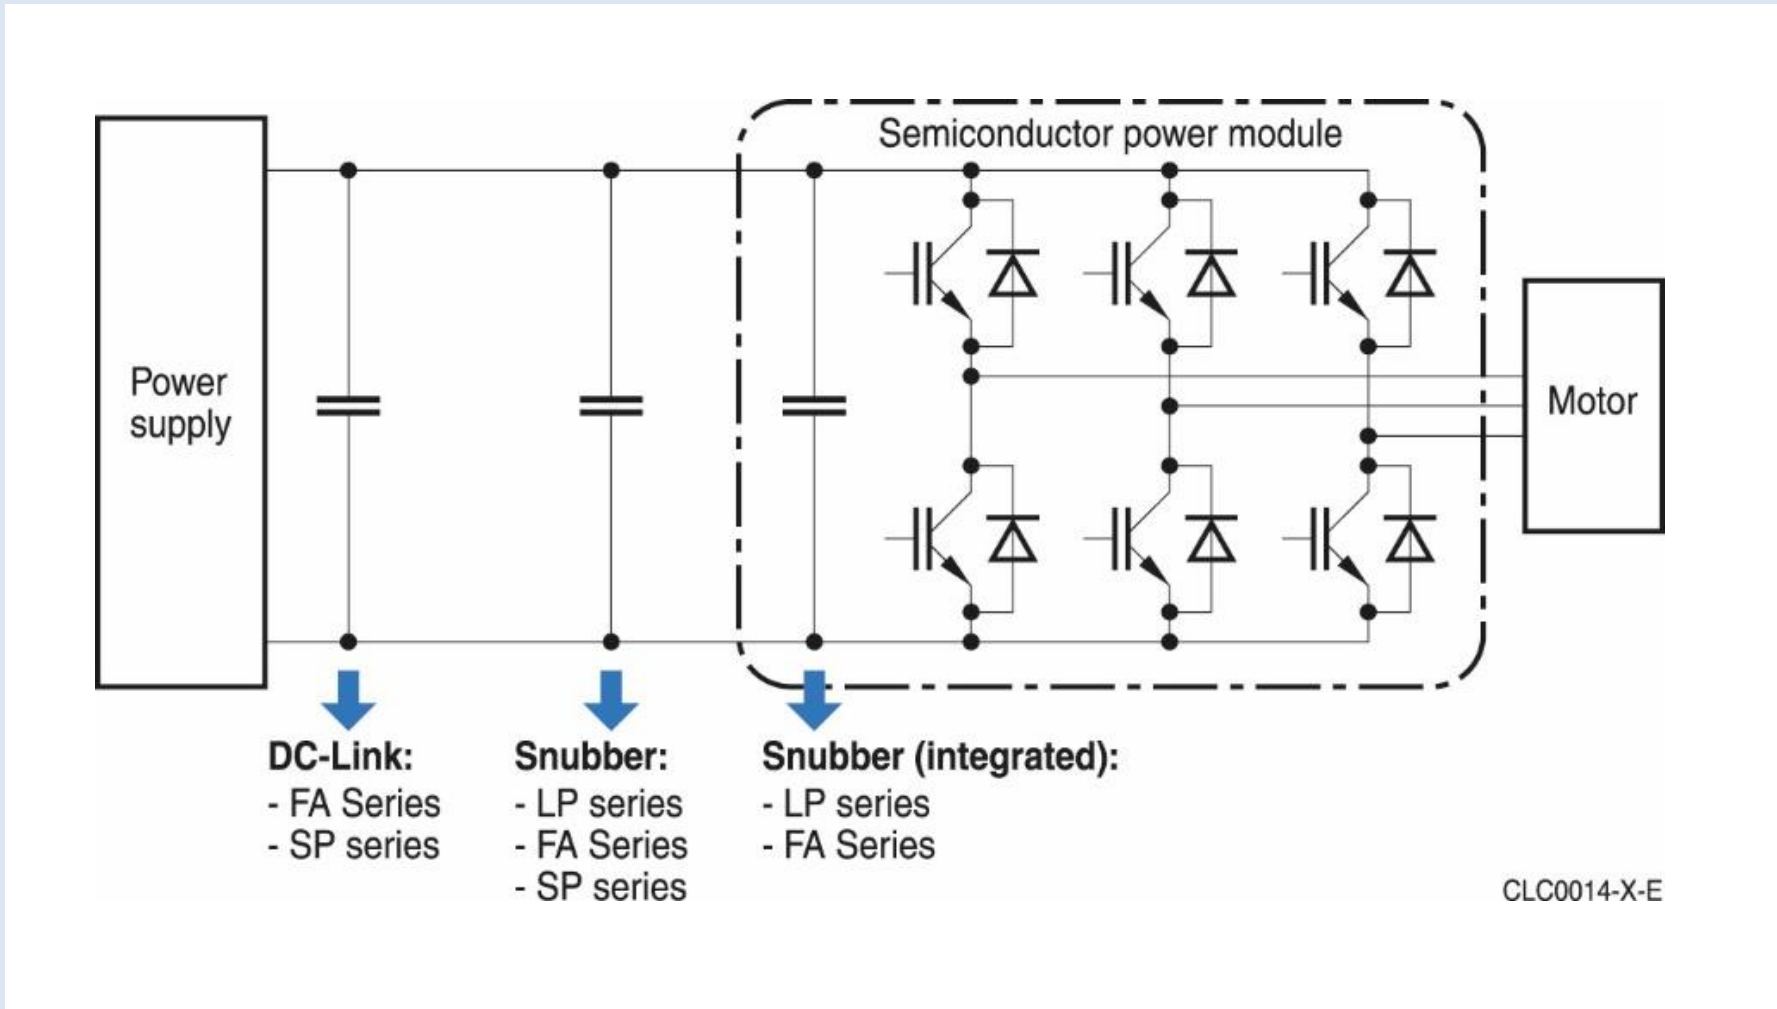 Semiconductor power module
Power
supply
Motor
DC-Link:
- FA Series
- SP series
Snubber:
- LP series
- FA Series
- SP series
Snubber (integrated):
- LP series
- FA Series
CLC0014-X-E